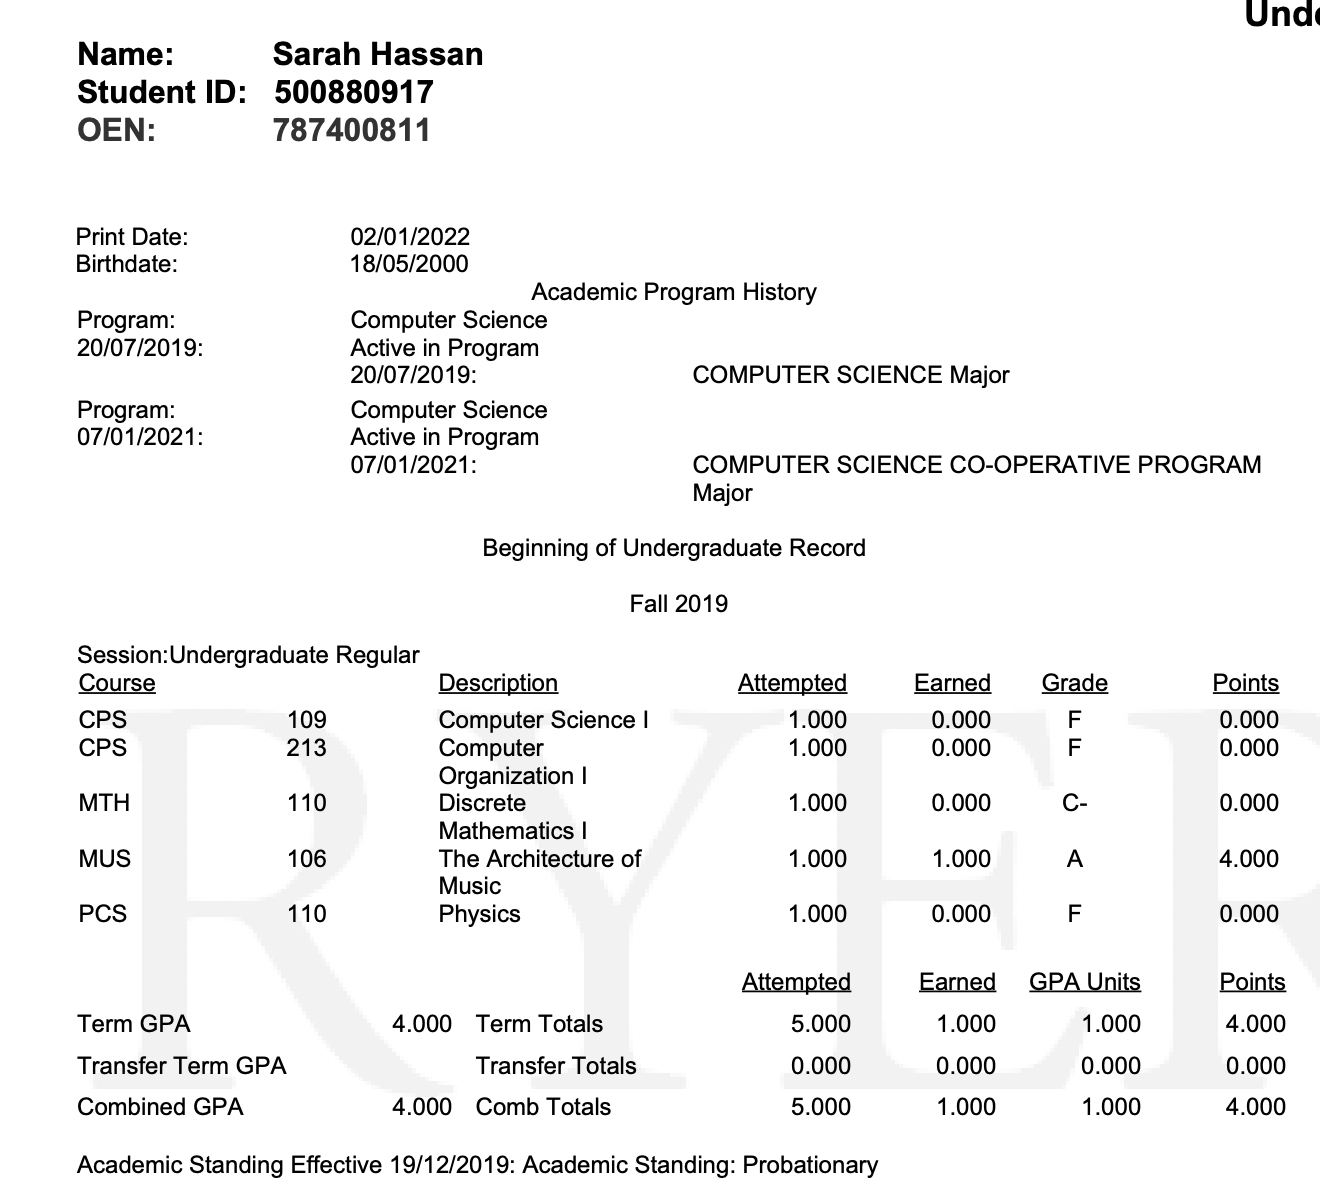 Unde
Name: Sarah Hassan
Student ID: 500880917
OEN: 787400811
Print Date: 02/01/2022
Birthdate: 18/05/2000
Academic Program History
Program: Computer Science
20/07/2019: Active in Program
20/07/2019: COMPUTER SCIENCE Major
Program: Computer Science
07/01/2021: Active in Program
07/01/2021: COMPUTER SCIENCE CO-OPERATIVE PROGRAM
Major
Beginning of Undergraduate Record
Fall 2019
Session:Undergraduate Regular
Course Description Attempted Earned Grade Points
CPS 109 Computer Science I 1.000 0.000 F 0.000
CPS 213 Computer 1.000 0.000 F 0.000
Organization I
MTH 110 Discrete 1.000 0.000 C- 0.000
Mathematics I
MUS 106 The Architecture of 1.000 1.000 A 4.000
Music
PCS 110 Physics 1.000 0.000 F 0.000
Attempted Earned GPA Units Points
Term GPA 4.000 Term Totals 5.000 1.000 1.000 4.000
Transfer Term GPA Transfer Totals 0.000 0.000 0.000 0.000
Combined GPA 4.000 Comb Totals 5.000 1.000 1.000 4.000
Academic Standing Effective 19/12/2019: Academic Standing: Probationary
RYER